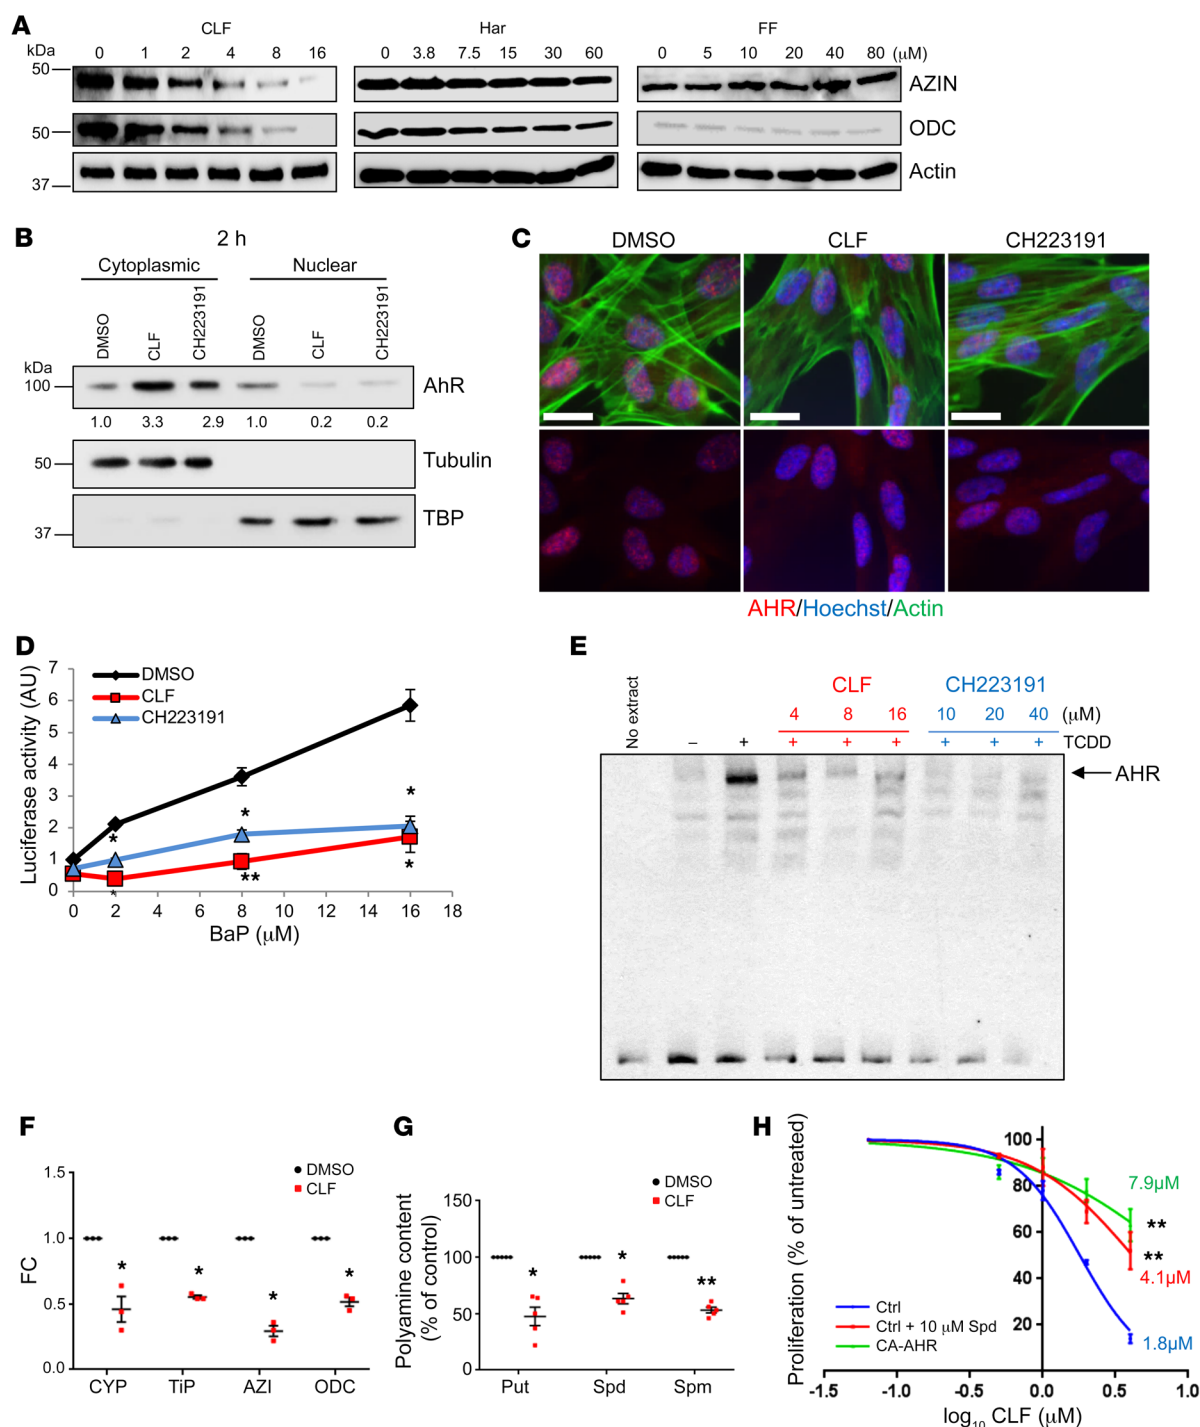 A
CLF
Har
FF
kDa
0 1 2 4 8 16
0 3.8 7.5 15 30 60
0 5 10 20 40 80 (μM)
50
AZIN
50
ODC
37
Actin
B
2 h
Cytoplasmic
Nuclear
DMSO
CLF
CH223191
DMSO
CLF
CH223191
kDa
100
AhR
1.0 3.3 2.9 1.0 0.2 0.2
50
Tubulin
37
TBP
C
DMSO
CLF
CH223191
AHR/Hoechst/Actin
D
DMSO
CLF
CH223191
Luciferase activity (AU)
7
6
5
4
3
2
1
0
*
*
*
**
*
*
0 2 4 6 8 10 12 14 16 18
BaP (μM)
E
No extract
CLF
CH223191
4 8 16 10 20 40 (μM)
– + + + + + + + TCDD
AHR
F
DMSO
CLF
FC
1.5
1.0
0.5
0.0
* * * *
CYP TiP AZI ODC
G
DMSO
CLF
Polyamine content
(% of control)
150
100
50
0
* * **
Put Spd Spm
H
Proliferation (% of untreated)
100
80
60
40
20
7.9μM
**
**
4.1μM
1.8μM
Ctrl
Ctrl + 10 μM Spd
CA-AHR
-1.5 -1.0 -0.5 0.0 0.5 1.0
log10 CLF (μM)